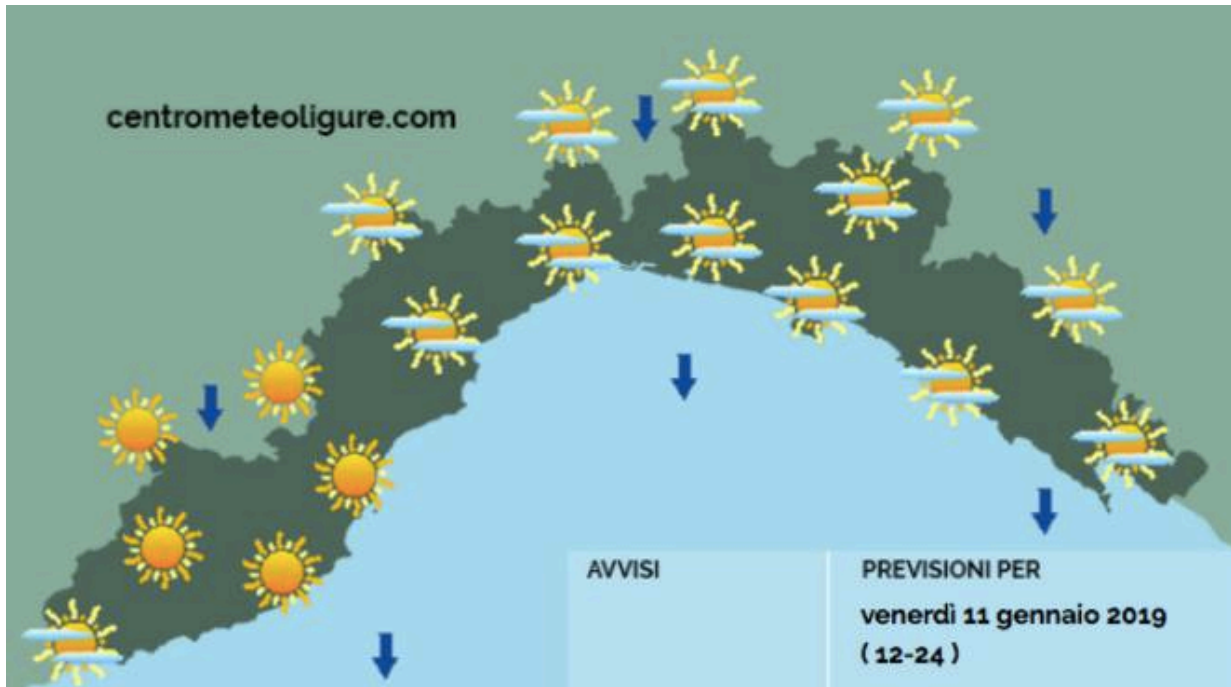 centrometeoligure.com
AVVISI
PREVISIONI PER
venerdì 11 gennaio 2019
( 12-24 )